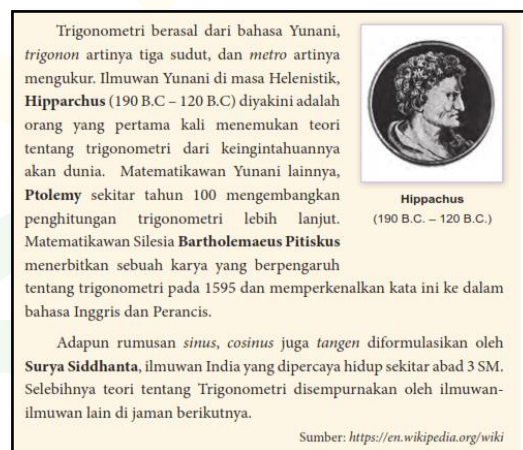 Trigonometri berasal dari bahasa Yunani,
trigonon artinya tiga sudut, dan metro artinya
mengukur. Ilmuwan Yunani di masa Helenistik,
Hipparchus (190 B.C – 120 B.C) diyakini adalah
orang yang pertama kali menemukan teori
tentang trigonometri dari keingintahuannya
akan dunia. Matematikawan Yunani lainnya,
Ptolemy sekitar tahun 100 mengembangkan
penghitungan trigonometri lebih lanjut.
Matematikawan Silesia Bartholemaeus Pitiskus
menerbitkan sebuah karya yang berpengaruh
tentang trigonometri pada 1595 dan memperkenalkan kata ini ke dalam
bahasa Inggris dan Perancis.
Hippachus
(190 B.C. – 120 B.C.)
Adapun rumusan sinus, cosinus juga tangen diformulasikan oleh
Surya Siddhanta, ilmuwan India yang dipercaya hidup sekitar abad 3 SM.
Selebihnya teori tentang Trigonometri disempurnakan oleh ilmuwan-
ilmuwan lain di jaman berikutnya.
Sumber: https://en.wikipedia.org/wiki